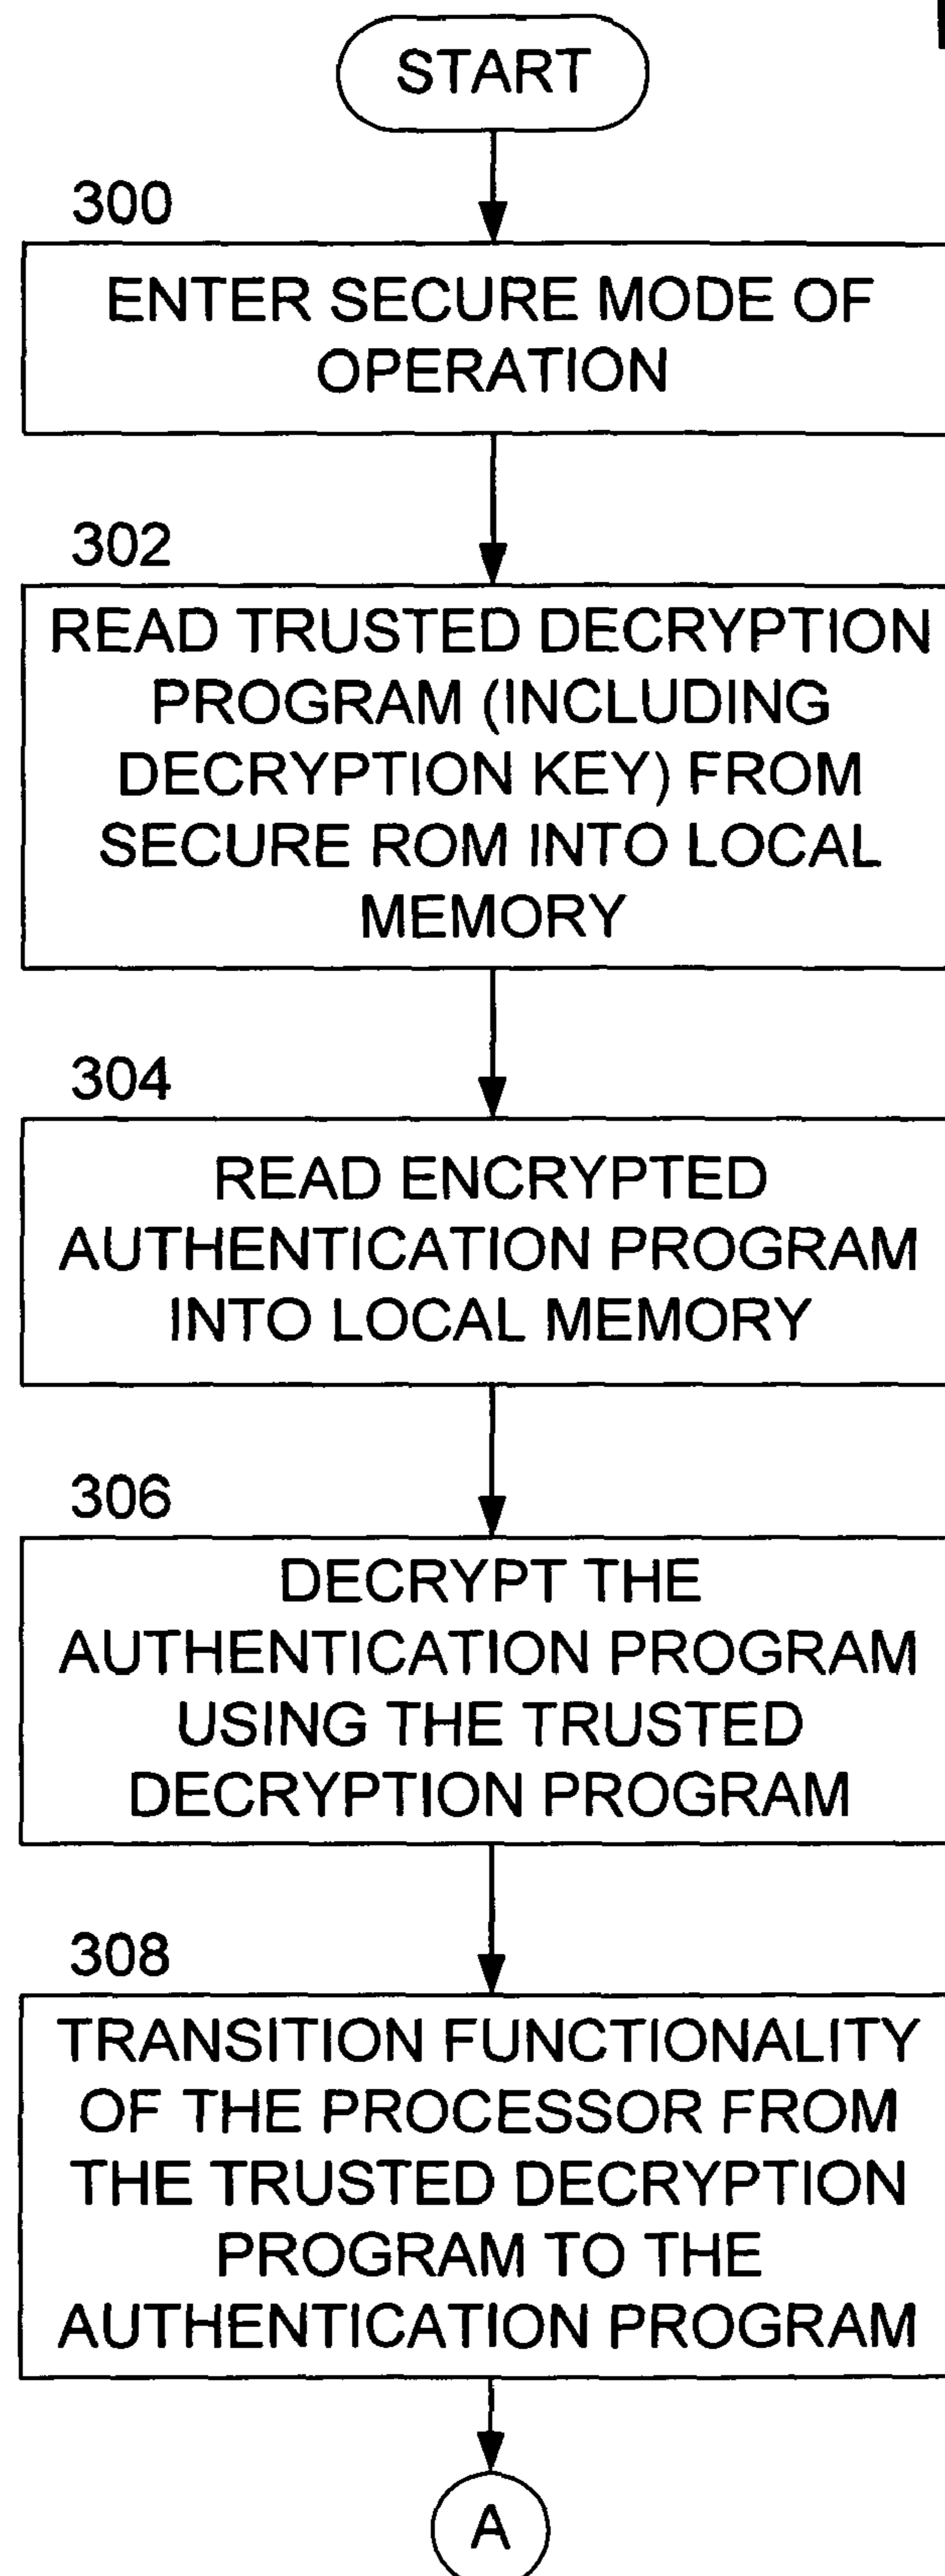 START
300
ENTER SECURE MODE OF
OPERATION
302
READ TRUSTED DECRYPTION
PROGRAM (INCLUDING
DECRYPTION KEY) FROM
SECURE ROM INTO LOCAL
MEMORY
304
READ ENCRYPTED
AUTHENTICATION PROGRAM
INTO LOCAL MEMORY
306
DECRYPT THE
AUTHENTICATION PROGRAM
USING THE TRUSTED
DECRYPTION PROGRAM
308
TRANSITION FUNCTIONALITY
OF THE PROCESSOR FROM
THE TRUSTED DECRYPTION
PROGRAM TO THE
AUTHENTICATION PROGRAM
A